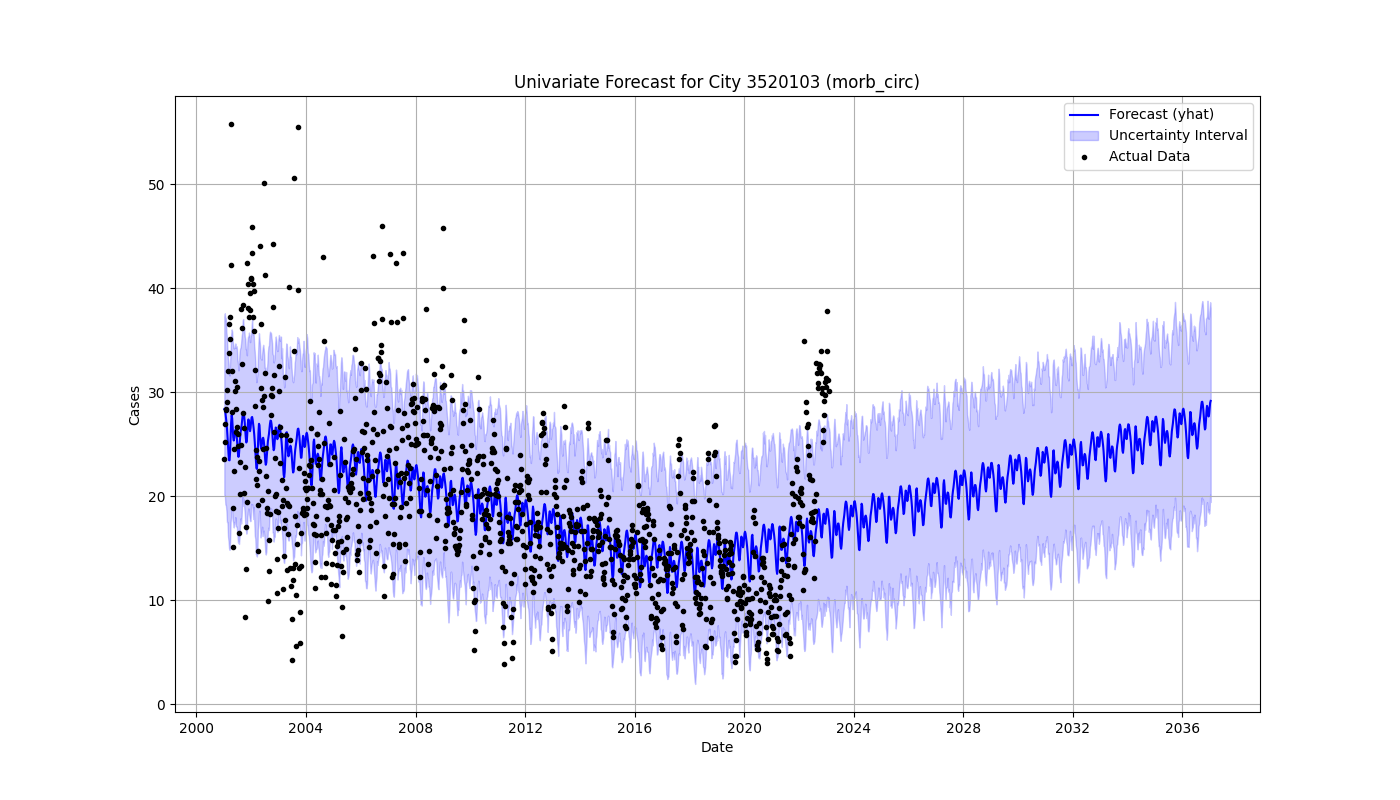 Univariate Forecast for City 3520103 (morb_circ)
Forecast (yhat)
Uncertainty Interval
Actual Data
Cases
50
40
30
20
10
0
2000 2004 2008 2012 2016 2020 2024 2028 2032 2036
Date